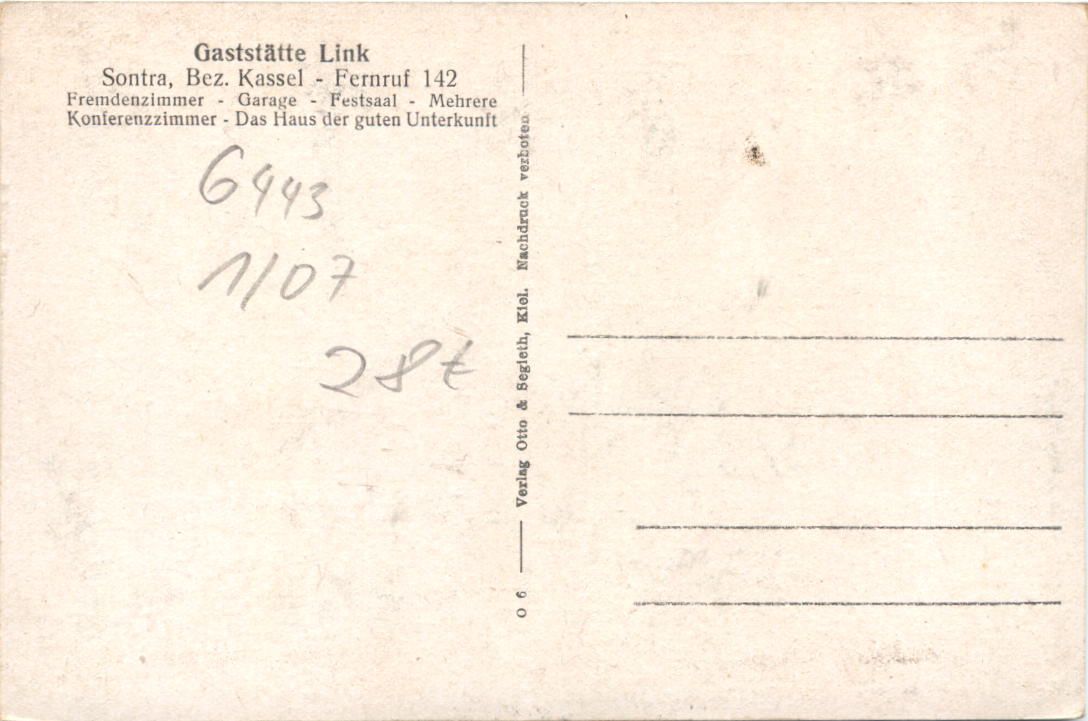 Gaststätte Link
Sontra, Bez. Kassel - Fernruf 142
Fremdenzimmer - Garage - Festsaal - Mehrere
Konferenzzimmer - Das Haus der guten Unterkunft
6443
1/07
28t
O 6 Verlag Otto & Segieth, Kiel. Nachdruck verboten